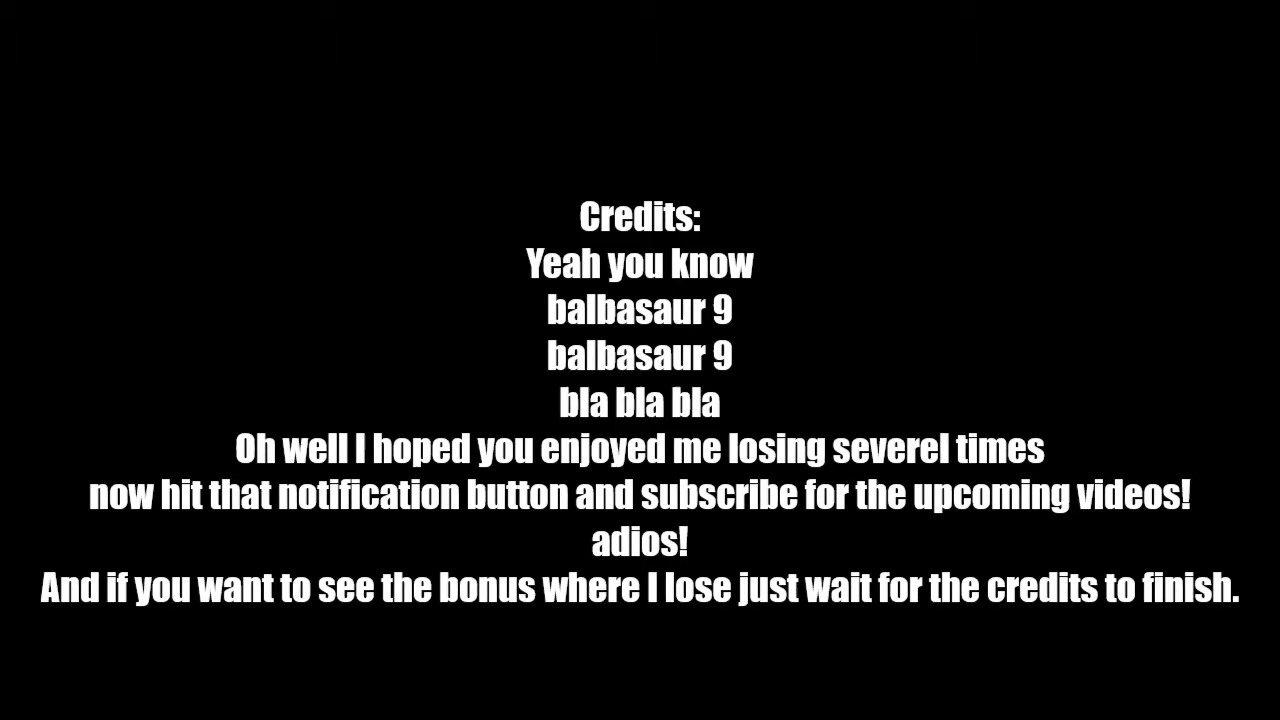 Credits:
Yeah you know
balbasaur 9
balbasaur 9
bla bla bla
Oh well I hoped you enjoyed me losing severel times
now hit that notification button and subscribe for the upcoming videos!
adios!
And if you want to see the bonus where I lose just wait for the credits to finish.